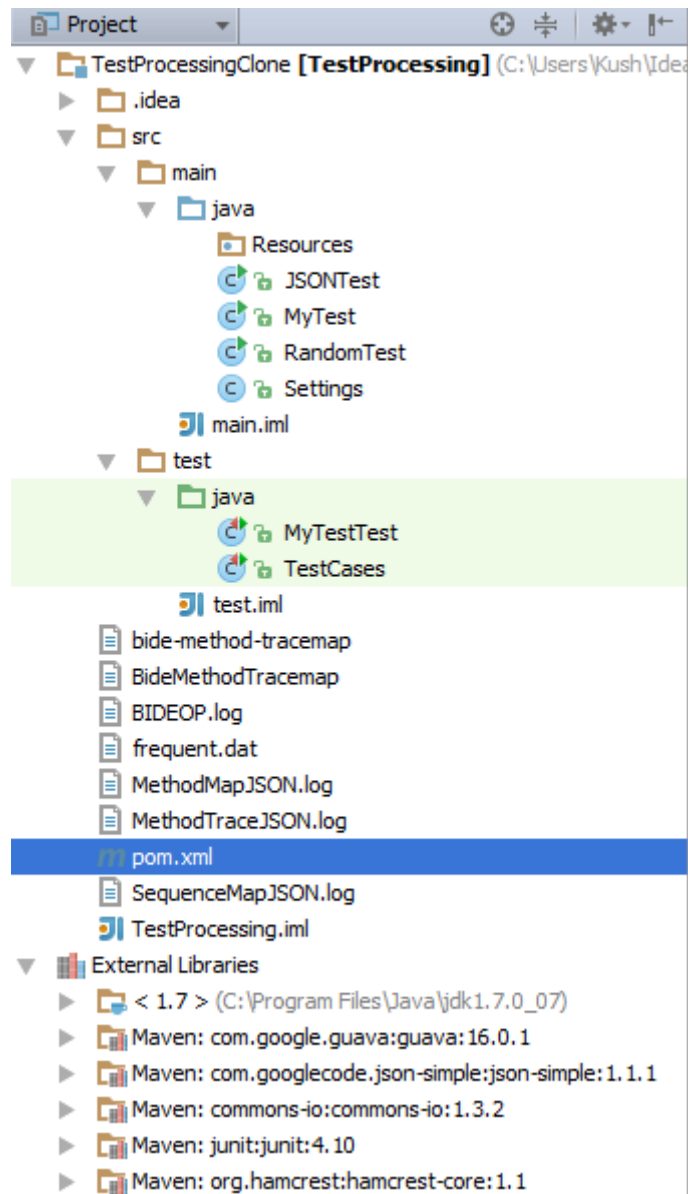 Project
TestProcessingClone [TestProcessing] (C:\Users\Kush\Idea
.idea
src
main
java
Resources
JSONTest
MyTest
RandomTest
Settings
main.iml
test
java
MyTestTest
TestCases
test.iml
bide-method-tracemap
BideMethodTracemap
BIDEOP.log
frequent.dat
MethodMapJSON.log
MethodTraceJSON.log
pom.xml
SequenceMapJSON.log
TestProcessing.iml
External Libraries
< 1.7 > (C:\Program Files\Java\jdk1.7.0_07)
Maven: com.google.guava:guava:16.0.1
Maven: com.googlecode.json-simple:json-simple:1.1.1
Maven: commons-io:commons-io:1.3.2
Maven: junit:junit:4.10
Maven: org.hamcrest:hamcrest-core:1.1